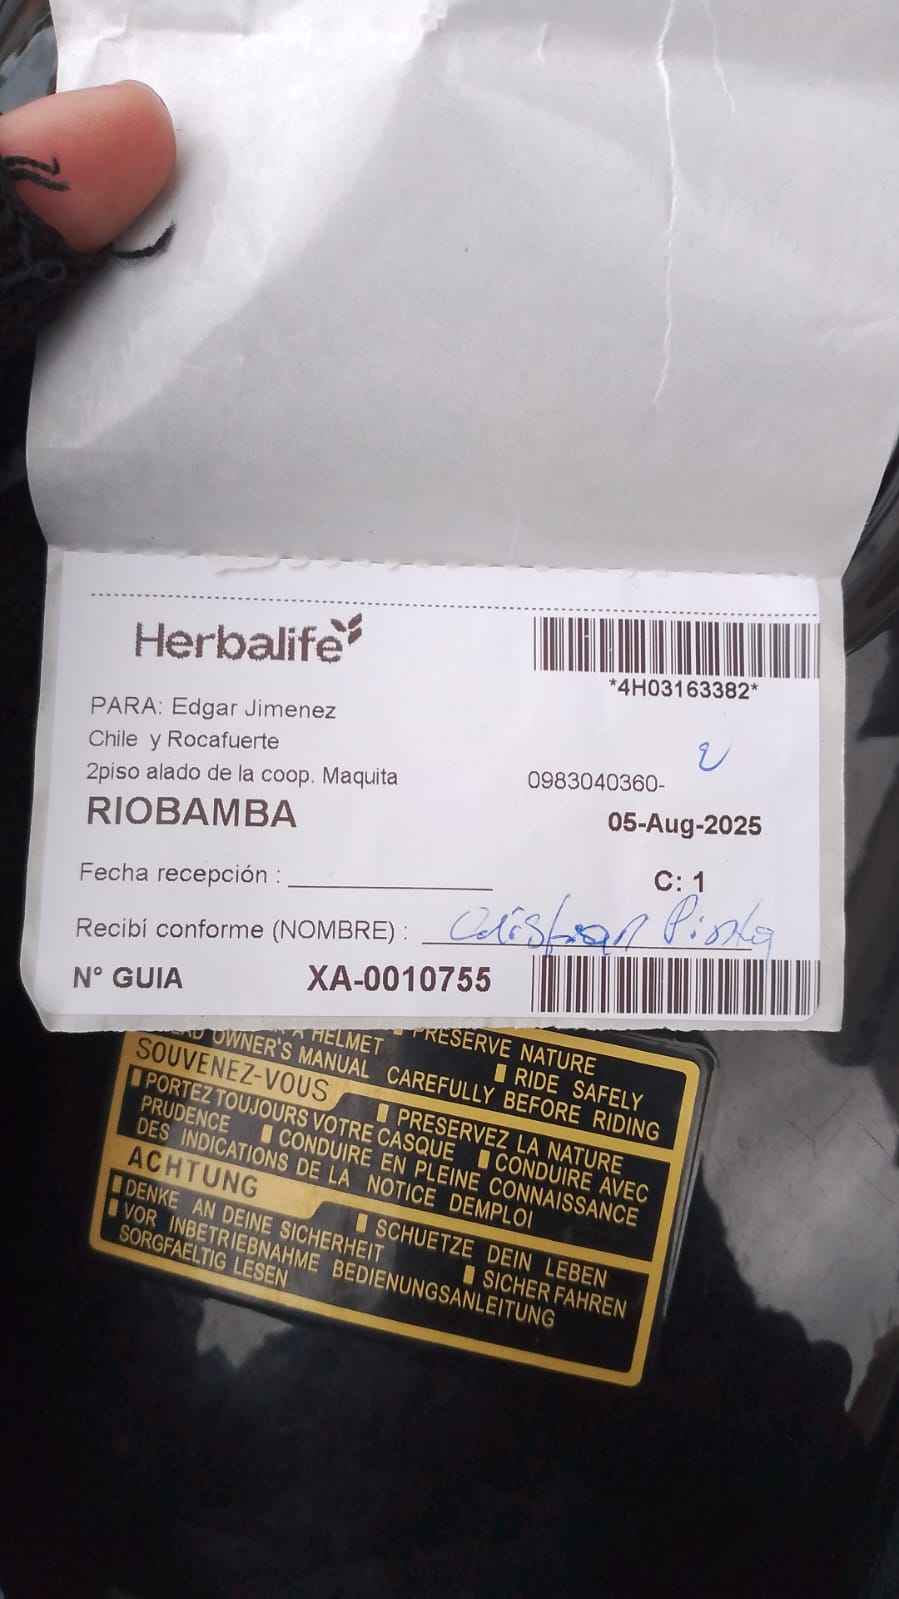 Herbalife
*4H03163382*
PARA: Edgar Jimenez
Chile y Rocafuerte
2piso alado de la coop. Maquita
0983040360-
RIOBAMBA
05-Aug-2025
Fecha recepción :
C: 1
Recibí conforme (NOMBRE) :
N° GUIA XA-0010755
A HELMET ▮ PRESERVE NATURE
OWNER'S MANUAL ▮ RIDE SAFELY
CAREFULLY BEFORE RIDING
SOUVENEZ-VOUS
▮ PORTEZ TOUJOURS VOTRE CASQUE ▮ PRESERVEZ LA NATURE
PRUDENCE ▮ CONDUIRE EN PLEINE CONNAISSANCE ▮ CONDUIRE AVEC
DES INDICATIONS DE LA NOTICE DEMPLOI
ACHTUNG
▮ DENKE AN DEINE SICHERHEIT ▮ SCHUETZE DEIN LEBEN
▮ VOR INBETRIEBNAHME BEDIENUNGSANLEITUNG ▮ SICHER FAHREN
SORGFAELTIG LESEN